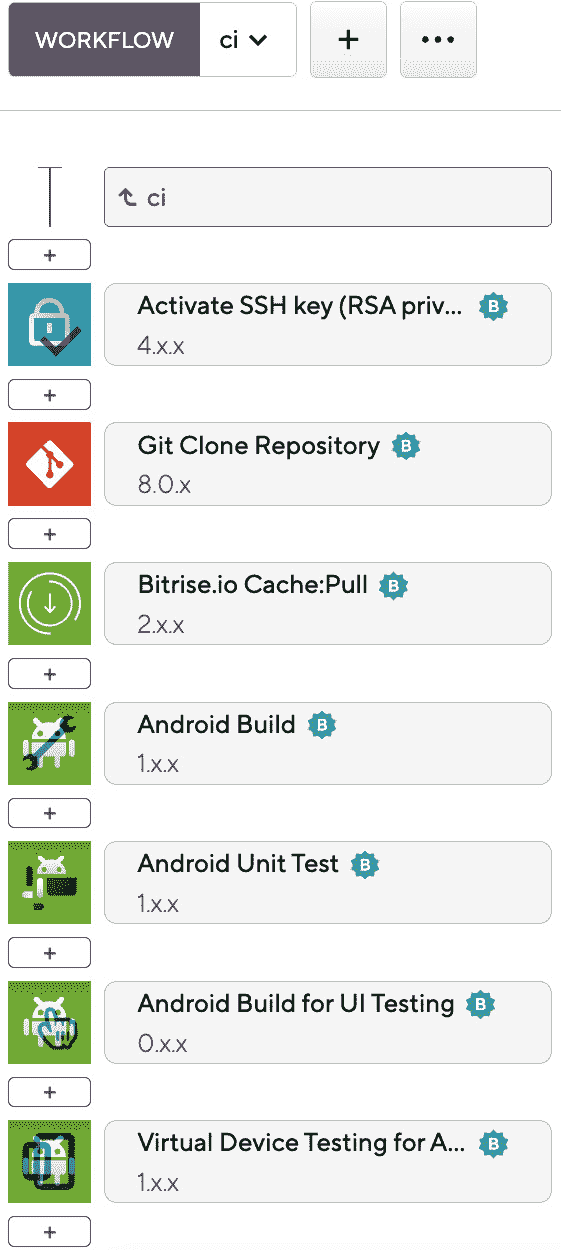 WORKFLOW ci
+
...
ci
+
Activate SSH key (RSA priv... B
4.x.x
+
Git Clone Repository B
8.0.x
+
Bitrise.io Cache:Pull B
2.x.x
+
Android Build B
1.x.x
+
Android Unit Test B
1.x.x
+
Android Build for UI Testing B
0.x.x
+
Virtual Device Testing for A... B
1.x.x
+